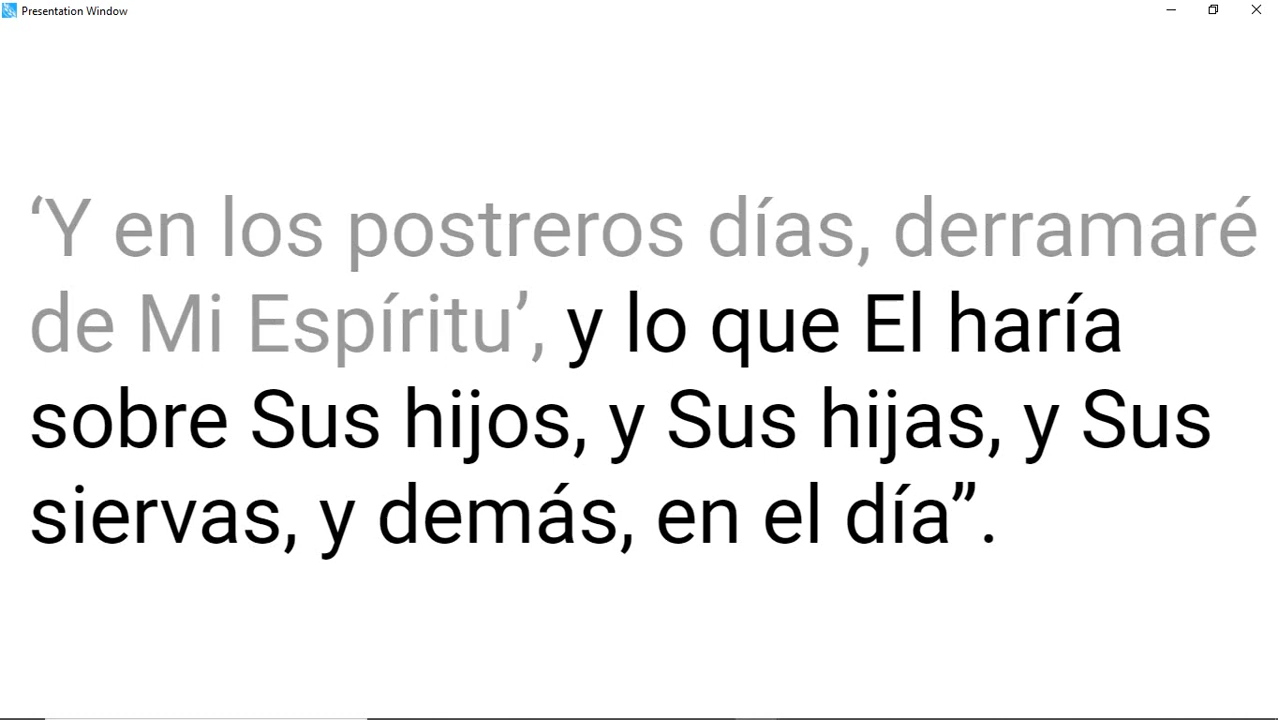 Presentation Window
‘Y en los postreros días, derramaré
de Mi Espíritu’, y lo que El haría
sobre Sus hijos, y Sus hijas, y Sus
siervas, y demás, en el día”.